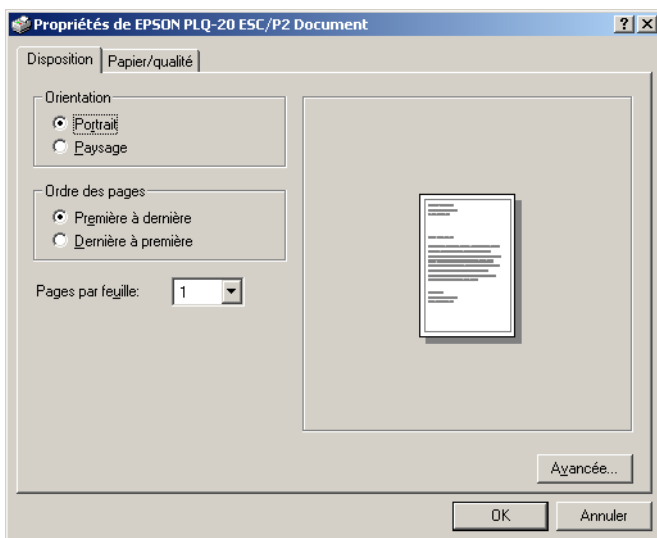 Propriétés de EPSON PLQ-20 ESC/P2 Document
Disposition
Papier/qualité
Orientation
Portrait
Paysage
Ordre des pages
Première à dernière
Dernière à première
Pages par feuille:
1
Avancée...
OK
Annuler